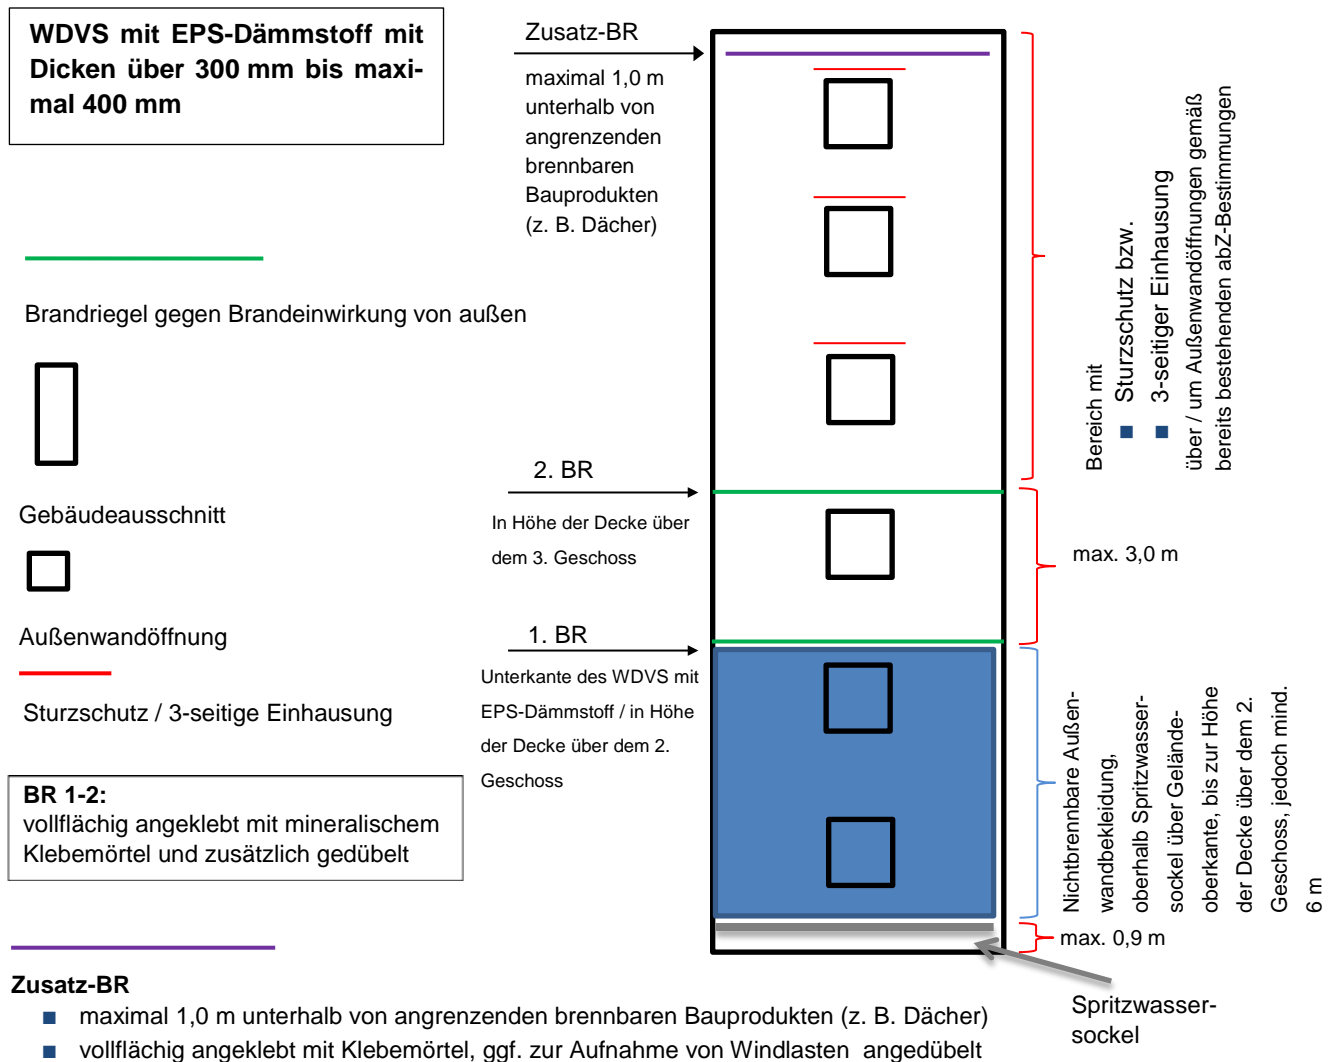 WDVS mit EPS-Dämmstoff mit
Dicken über 300 mm bis maxi-
mal 400 mm
Brandriegel gegen Brandeinwirkung von außen
Gebäudeausschnitt
Außenwandöffnung
Sturzschutz / 3-seitige Einhausung
BR 1-2:
vollflächig angeklebt mit mineralischem
Klebemörtel und zusätzlich gedübelt
Zusatz-BR
maximal 1,0 m
unterhalb von
angrenzenden
brennbaren
Bauprodukten
(z. B. Dächer)
2. BR
In Höhe der Decke über
dem 3. Geschoss
1. BR
Unterkante des WDVS mit
EPS-Dämmstoff / in Höhe
der Decke über dem 2.
Geschoss
Bereich mit
■ Sturzschutz bzw.
■ 3-seitiger Einhausung
über / um Außenwandöffnungen gemäß
bereits bestehenden abZ-Bestimmungen
max. 3,0 m
Nichtbrennbare Außen-
wandbekleidung,
oberhalb Spritzwasser-
sockel über Gelände-
oberkante, bis zur Höhe
der Decke über dem 2.
Geschoss, jedoch mind.
6 m
max. 0,9 m
Spritzwasser-
sockel
Zusatz-BR
■ maximal 1,0 m unterhalb von angrenzenden brennbaren Bauprodukten (z. B. Dächer)
■ vollflächig angeklebt mit Klebemörtel, ggf. zur Aufnahme von Windlasten angedübelt